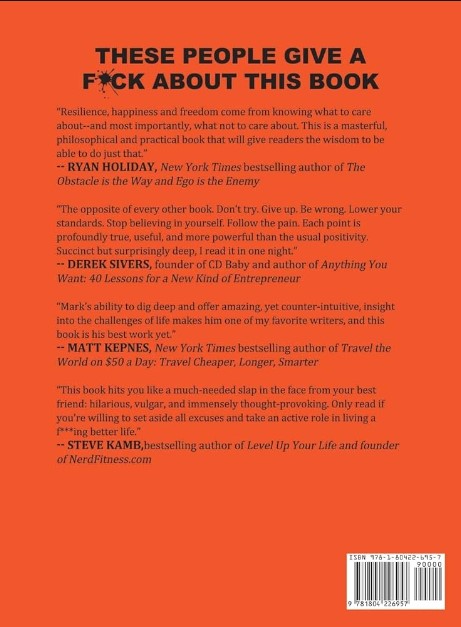 THESE PEOPLE GIVE A
F*CK ABOUT THIS BOOK
"Resilience, happiness and freedom come from knowing what to care
about--and most importantly, what not to care about. This is a masterful,
philosophical and practical book that will give readers the wisdom to be
able to do just that."
-- RYAN HOLIDAY, New York Times bestselling author of The
Obstacle is the Way and Ego is the Enemy
"The opposite of every other book. Don't try. Give up. Be wrong. Lower your
standards. Stop believing in yourself. Follow the pain. Each point is
profoundly true, useful, and more powerful than the usual positivity.
Succinct but surprisingly deep, I read it in one night."
-- DEREK SIVERS, founder of CD Baby and author of Anything You
Want: 40 Lessons for a New Kind of Entrepreneur
"Mark's ability to dig deep and offer amazing, yet counter-intuitive, insight
into the challenges of life makes him one of my favorite writers, and this
book is his best work yet."
-- MATT KEPNES, New York Times bestselling author of Travel the
World on $50 a Day: Travel Cheaper, Longer, Smarter
"This book hits you like a much-needed slap in the face from your best
friend: hilarious, vulgar, and immensely thought-provoking. Only read if
you're willing to set aside all excuses and take an active role in living a
f***ing better life."
-- STEVE KAMB,bestselling author of Level Up Your Life and founder
of NerdFitness.com
ISBN 978-1-80422-695-7
90000
9 781804 226957